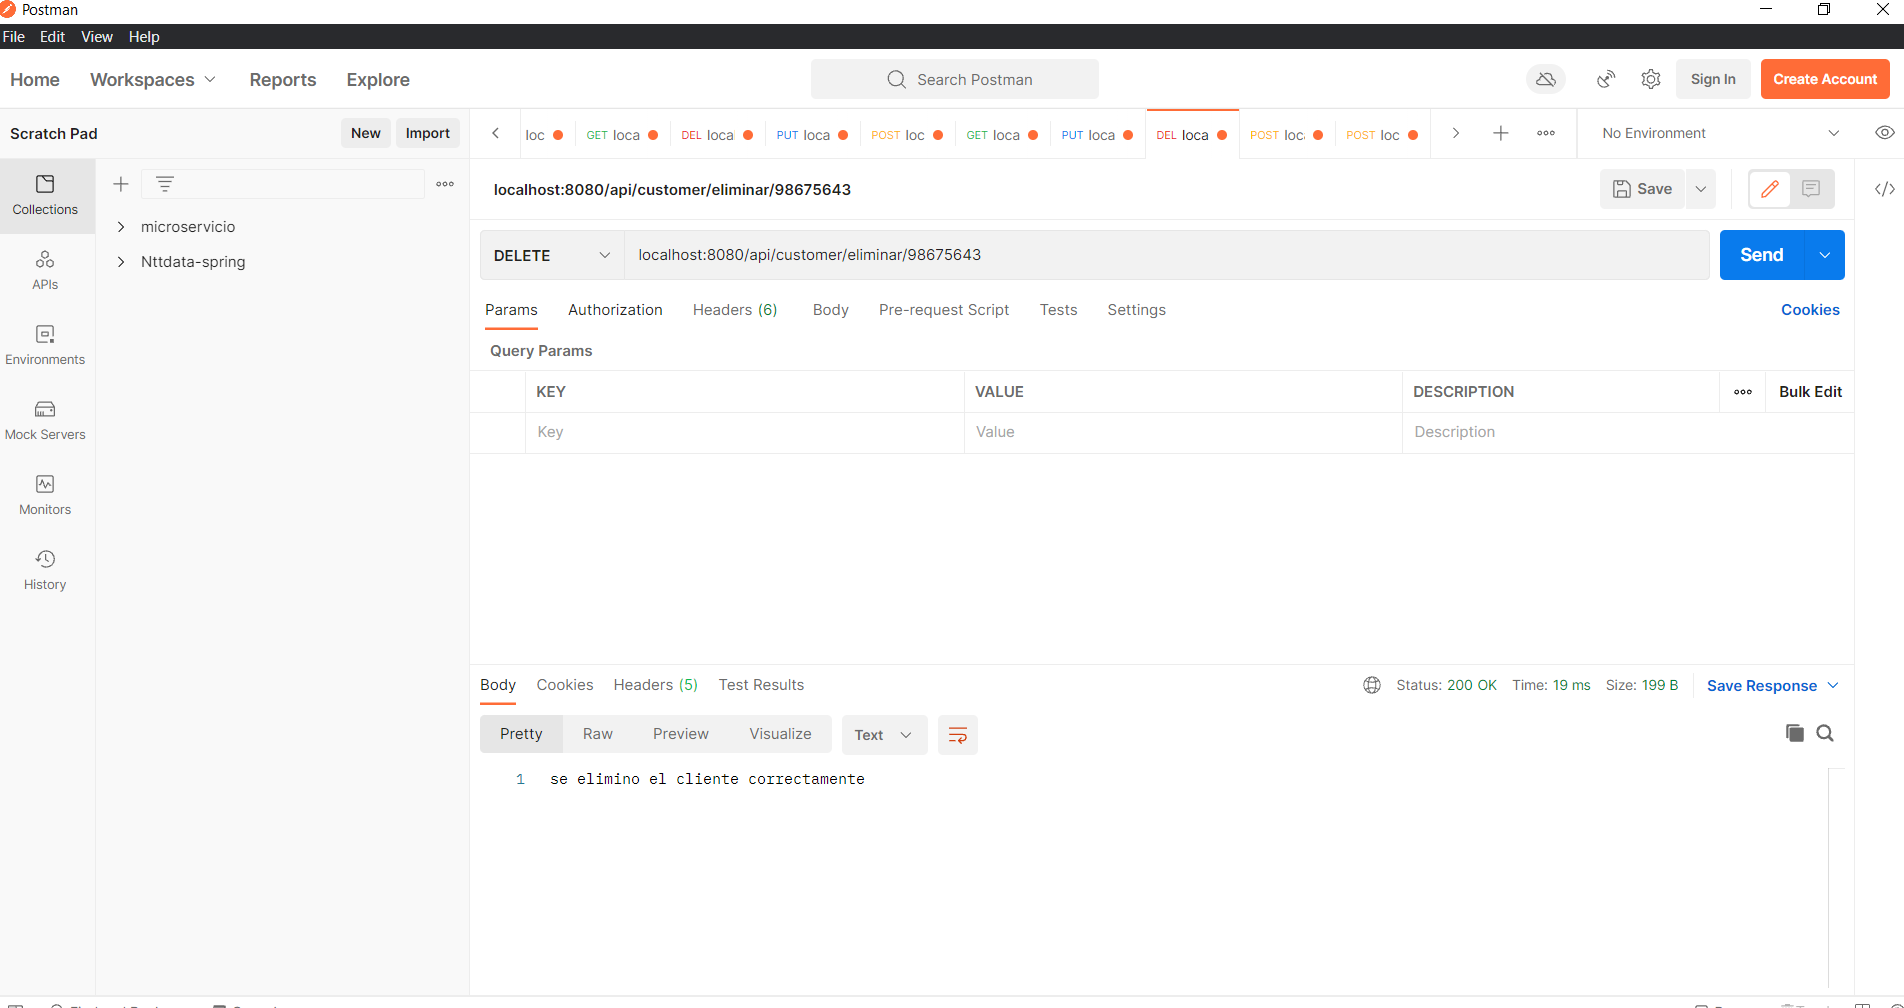 Postman
File Edit View Help
Home Workspaces Reports Explore Search Postman Sign In Create Account
Scratch Pad New Import loc GET loca DEL loca PUT loca POST loc GET loca PUT loca DEL loca POST loc POST loc No Environment
localhost:8080/api/customer/eliminar/98675643 Save
Collections
microservicio
Nttdata-spring
APIs
Environments
Mock Servers
Monitors
History
DELETE localhost:8080/api/customer/eliminar/98675643 Send
Params Authorization Headers (6) Body Pre-request Script Tests Settings Cookies
Query Params
KEY VALUE DESCRIPTION Bulk Edit
Key Value Description
Body Cookies Headers (5) Test Results Status: 200 OK Time: 19 ms Size: 199 B Save Response
Pretty Raw Preview Visualize Text
1 se elimino el cliente correctamente